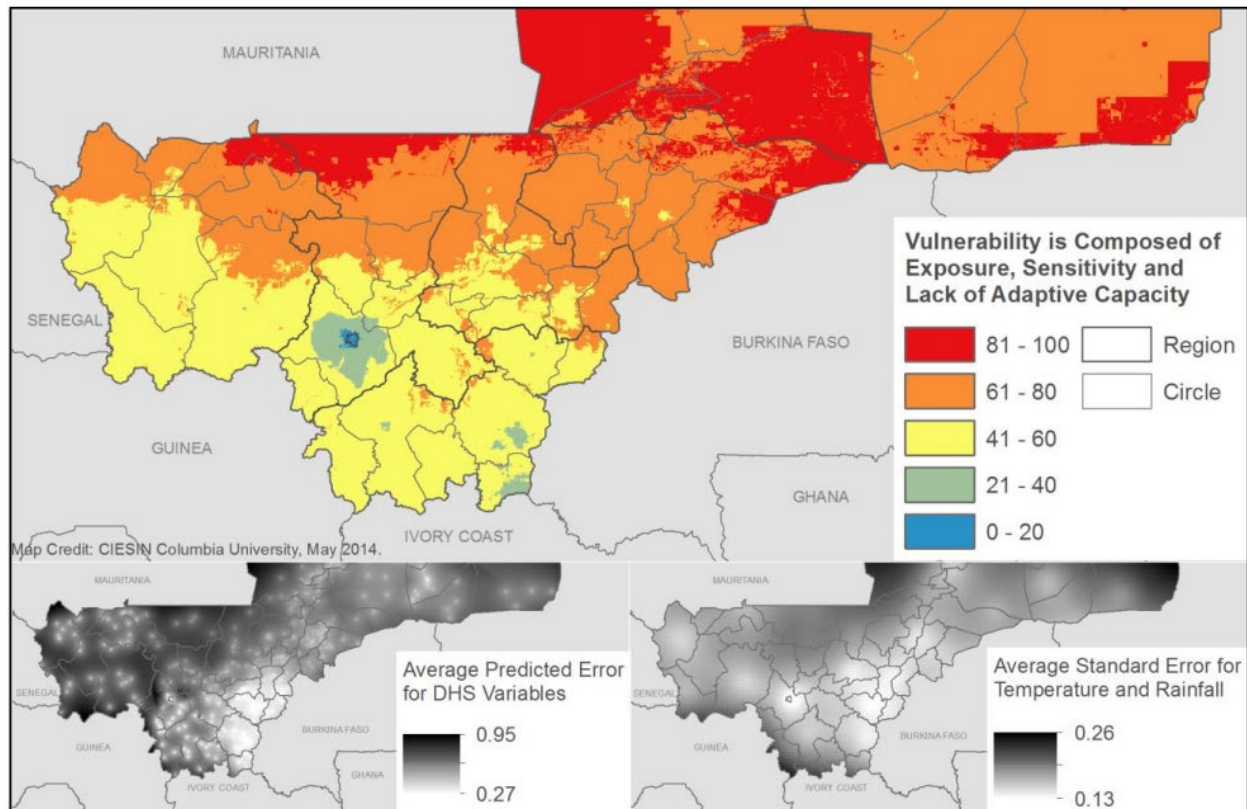 MAURITANIA
SENEGAL
BURKINA FASO
GUINEA
GHANA
IVORY COAST
Vulnerability is Composed of
Exposure, Sensitivity and
Lack of Adaptive Capacity
81 - 100
Region
61 - 80
Circle
41 - 60
21 - 40
0 - 20
Map Credit: CIESIN Columbia University, May 2014.
MAURITANIA
SENEGAL
GUINEA
IVORY COAST
BURKINA FASO
GHANA
Average Predicted Error
for DHS Variables
0.95
0.27
MAURITANIA
SENEGAL
GUINEA
IVORY COAST
BURKINA FASO
GHANA
Average Standard Error for
Temperature and Rainfall
0.26
0.13